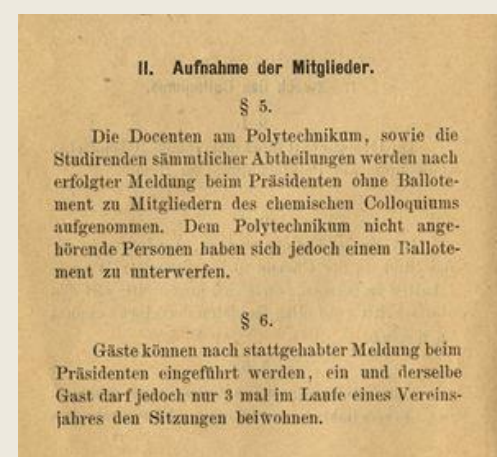 II. Aufnahme der Mitglieder.
§ 5.
Die Docenten am Polytechnikum, sowie die
Studirenden sämmtlicher Abtheilungen werden nach
erfolgter Meldung beim Präsidenten ohne Ballote-
ment zu Mitgliedern des chemischen Colloquiums
aufgenommen. Dem Polytechnikum nicht ange-
hörende Personen haben sich jedoch einem Ballote-
ment zu unterwerfen.
§ 6.
Gäste können nach stattgehabter Meldung beim
Präsidenten eingeführt werden, ein und derselbe
Gast darf jedoch nur 3 mal im Laufe eines Vereins-
jahres den Sitzungen beiwohnen.